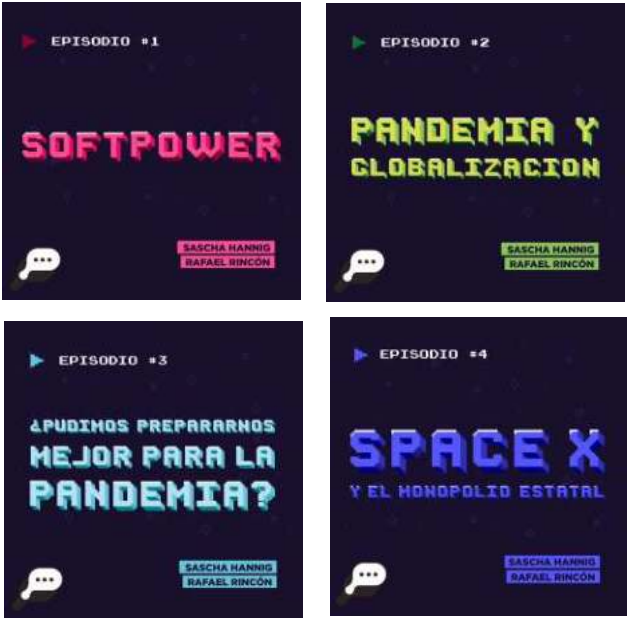 EPISODIO #1
SOFTPOWER
SASCHA HANNIG
RAFAEL RINCÓN
EPISODIO #2
PANDEMIA Y
GLOBALIZACION
SASCHA HANNIG
RAFAEL RINCÓN
EPISODIO #3
¿PUDIMOS PREPARARNOS
MEJOR PARA LA
PANDEMIA?
SASCHA HANNIG
RAFAEL RINCÓN
EPISODIO #4
SPACE X
Y EL MONOPOLIO ESTATAL
SASCHA HANNIG
RAFAEL RINCÓN